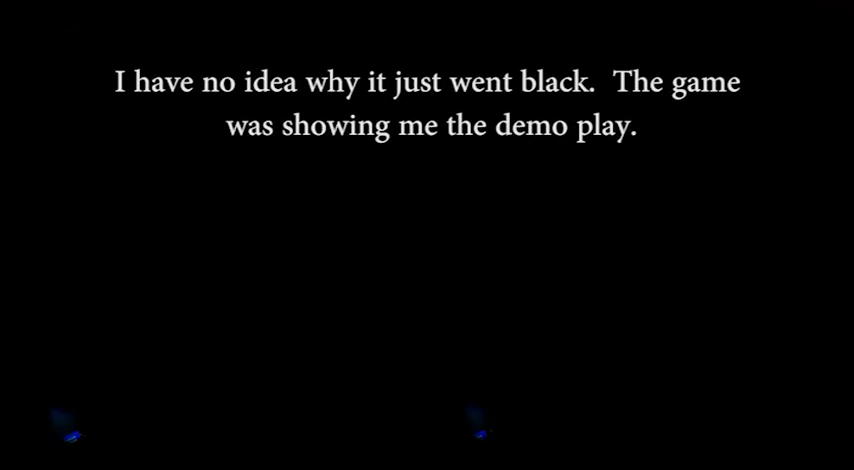 I have no idea why it just went black.  The game
was showing me the demo play.